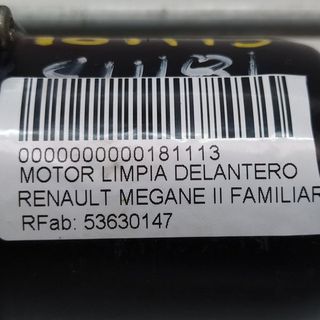 0000000000181113
MOTOR LIMPIA DELANTERO
RENAULT MEGANE II FAMILIAR
RFab: 53630147